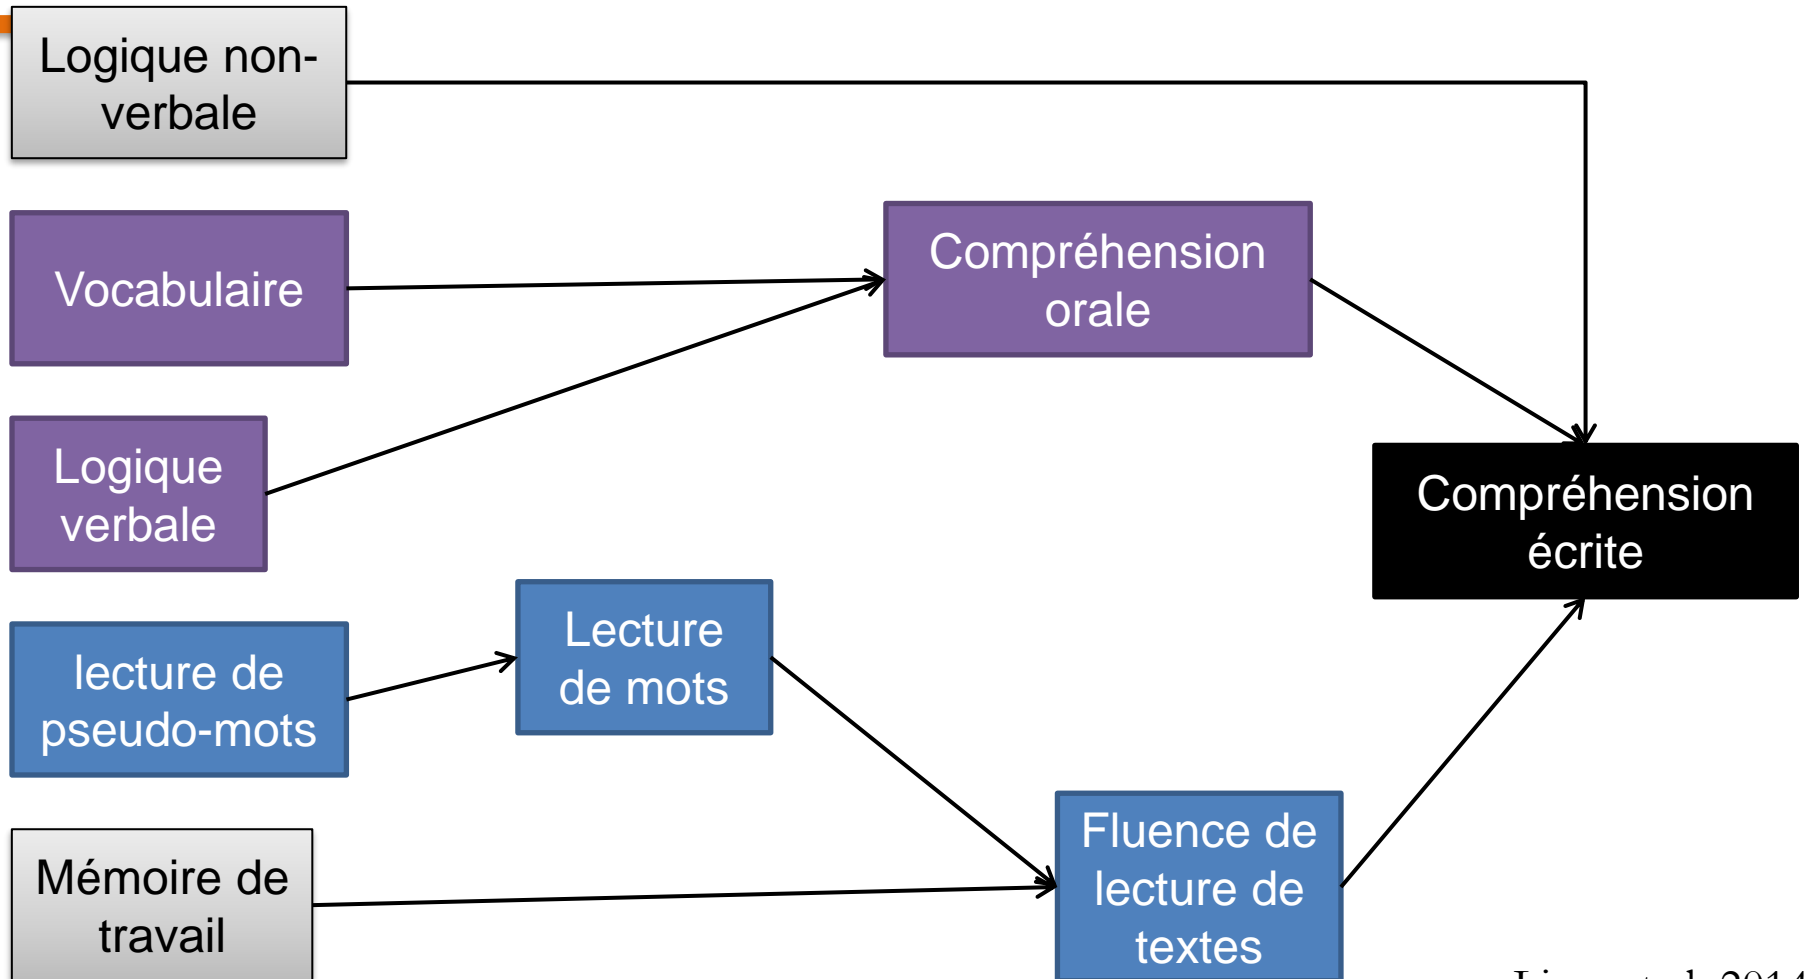 Logique non-
verbale
Vocabulaire
Compréhension
orale
Logique
verbale
Compréhension
écrite
Lecture
de mots
lecture de
pseudo-mots
Fluence de
lecture de
textes
Mémoire de
travail
2014